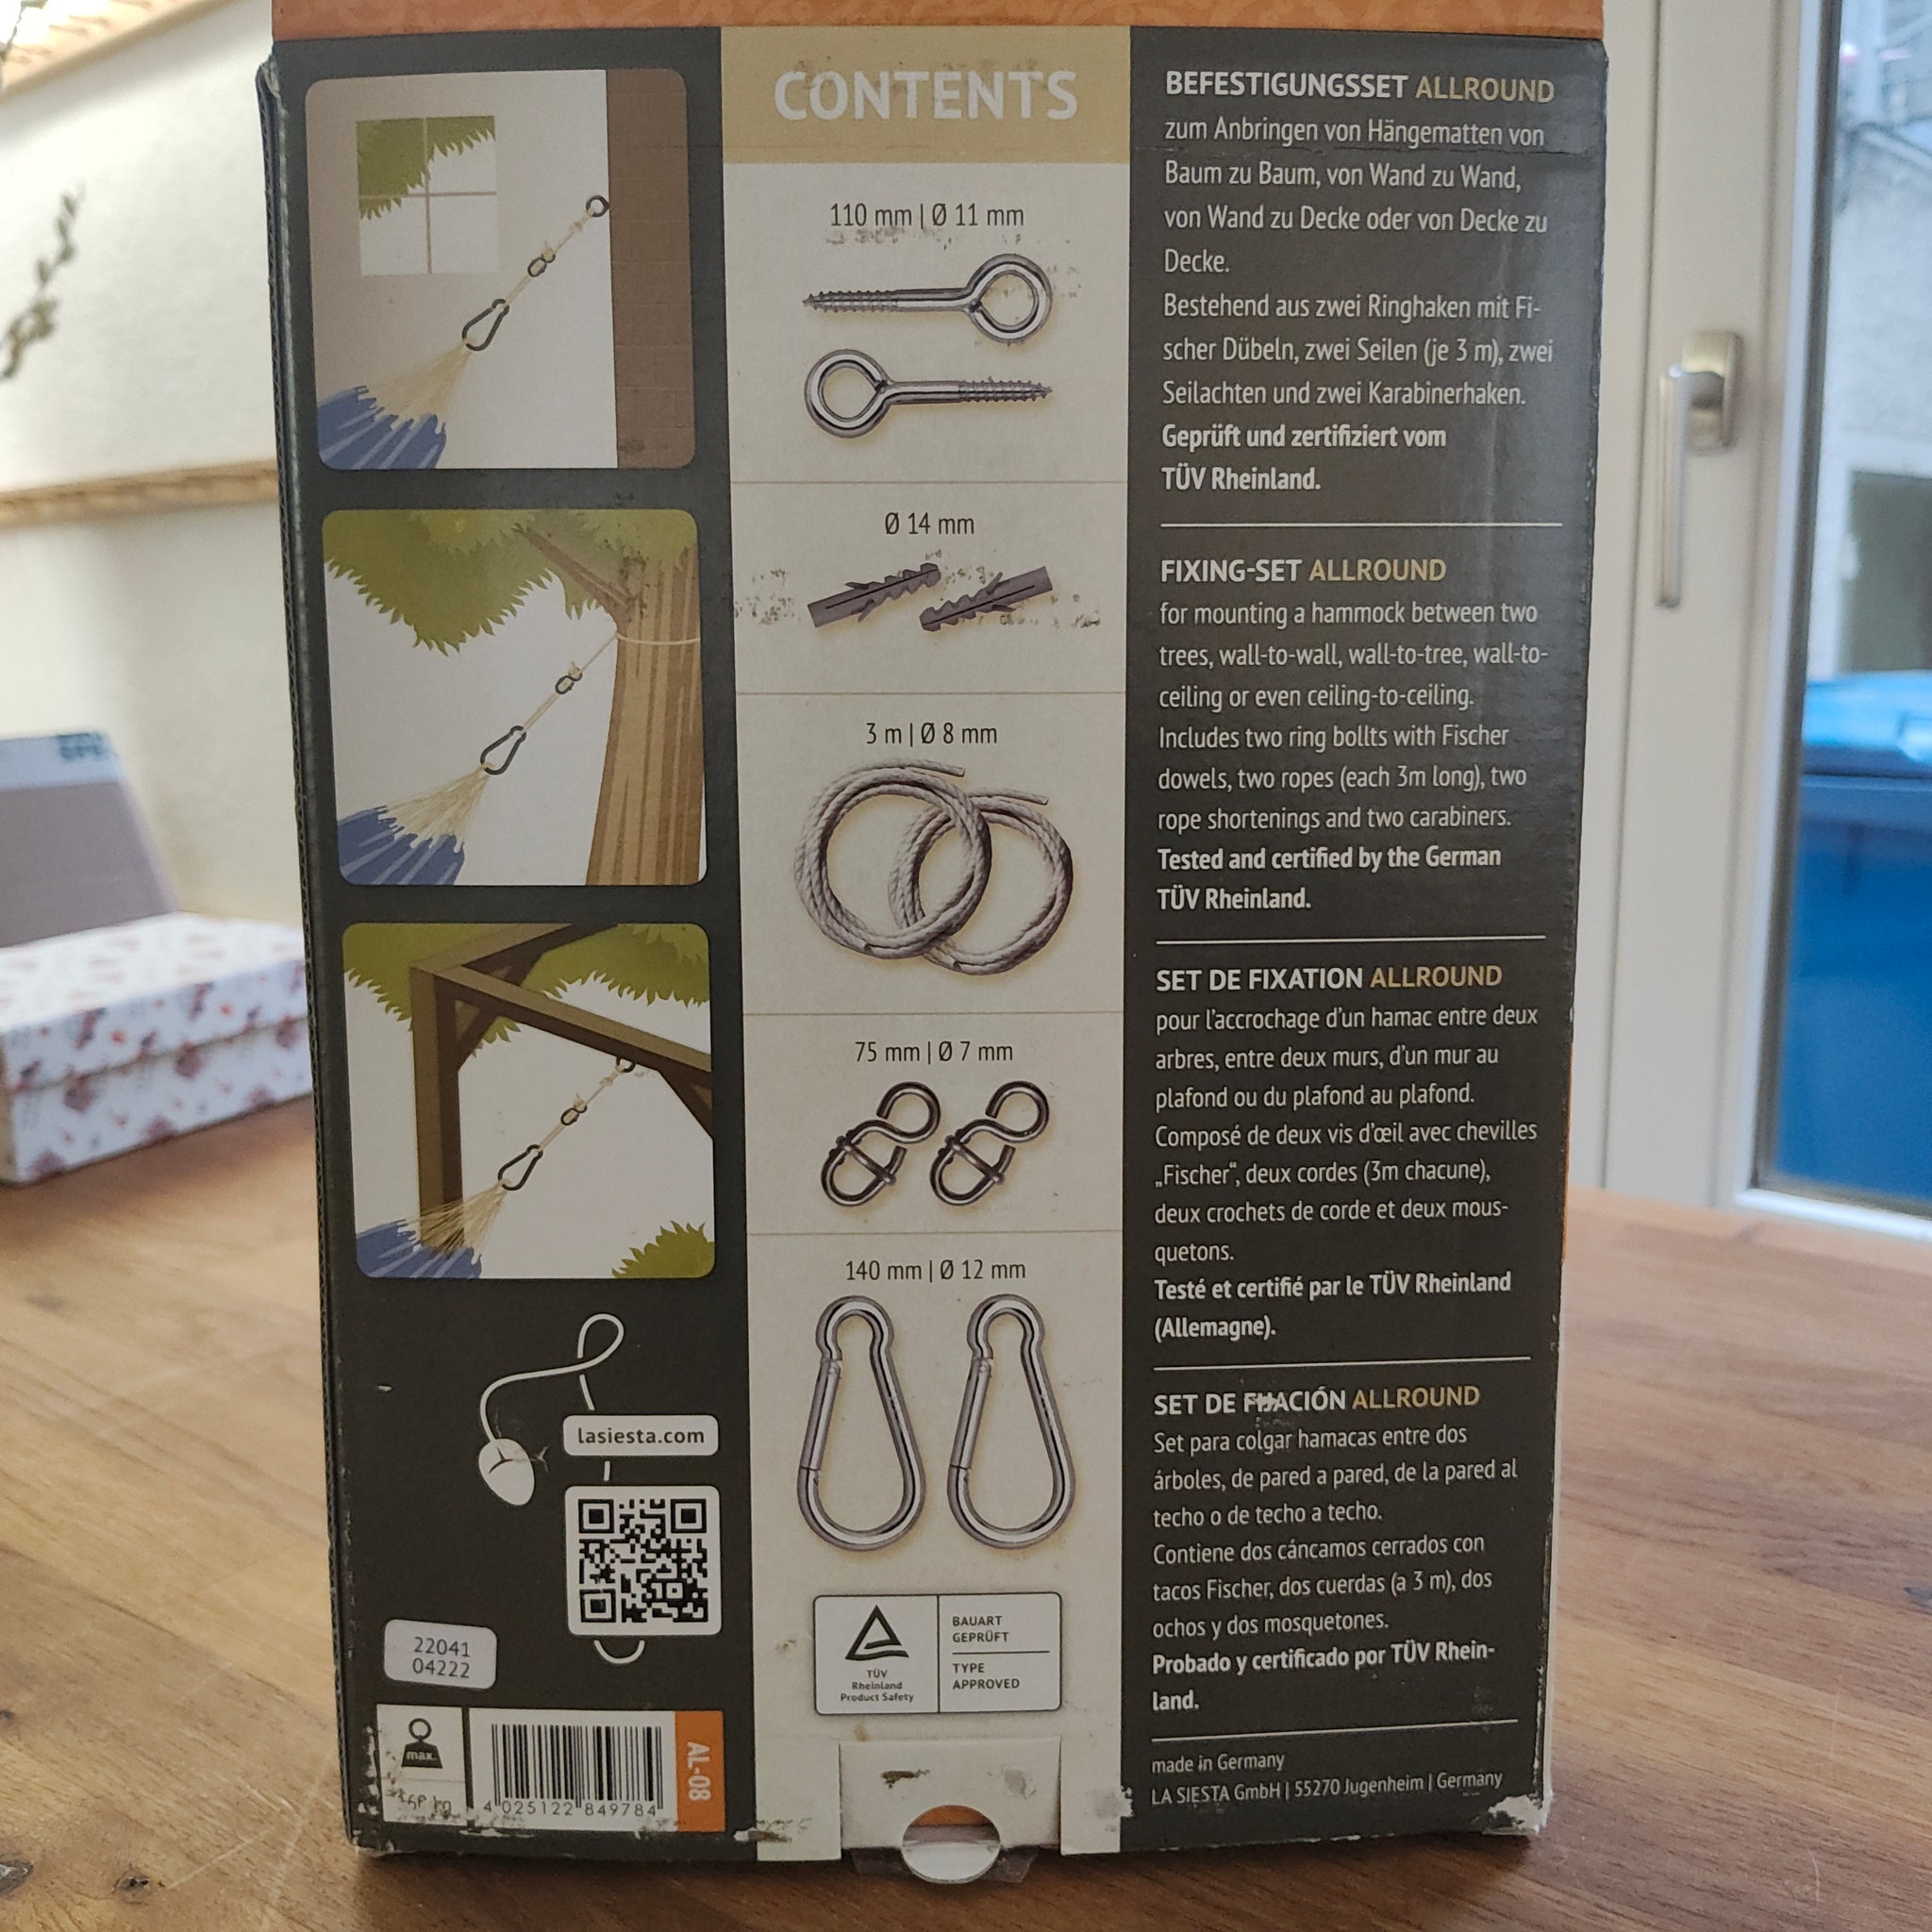 CONTENTS
110 mm | Ø 11 mm
Ø 14 mm
3 m | Ø 8 mm
75 mm | Ø 7 mm
140 mm | Ø 12 mm
TÜV
Rheinland
Product Safety
BAUART
GEPRÜFT
TYPE
APPROVED
BEFESTIGUNGSSET ALLROUND
zum Anbringen von Hängematten von
Baum zu Baum, von Wand zu Wand,
von Wand zu Decke oder von Decke zu
Decke.
Bestehend aus zwei Ringhaken mit Fi-
scher Dübeln, zwei Seilen (je 3 m), zwei
Seilachten und zwei Karabinerhaken.
Geprüft und zertifiziert vom
TÜV Rheinland.
FIXING-SET ALLROUND
for mounting a hammock between two
trees, wall-to-wall, wall-to-tree, wall-to-
ceiling or even ceiling-to-ceiling.
Includes two ring bollts with Fischer
dowels, two ropes (each 3m long), two
rope shortenings and two carabiners.
Tested and certified by the German
TÜV Rheinland.
SET DE FIXATION ALLROUND
pour l'accrochage d'un hamac entre deux
arbres, entre deux murs, d'un mur au
plafond ou du plafond au plafond.
Composé de deux vis d'œil avec chevilles
„Fischer“, deux cordes (3m chacune),
deux crochets de corde et deux mous-
quetons.
Testé et certifié par le TÜV Rheinland
(Allemagne).
SET DE FIJACIÓN ALLROUND
Set para colgar hamacas entre dos
árboles, de pared a pared, de la pared al
techo o de techo a techo.
Contiene dos cáncamos cerrados con
tacos Fischer, dos cuerdas (a 3 m), dos
ochos y dos mosquetones.
Probado y certificado por TÜV Rhein-
land.
made in Germany
LA SIESTA GmbH | 55270 Jugenheim | Germany
lasiesta.com
22041
04222
max.
4 025122 849784
AL-08